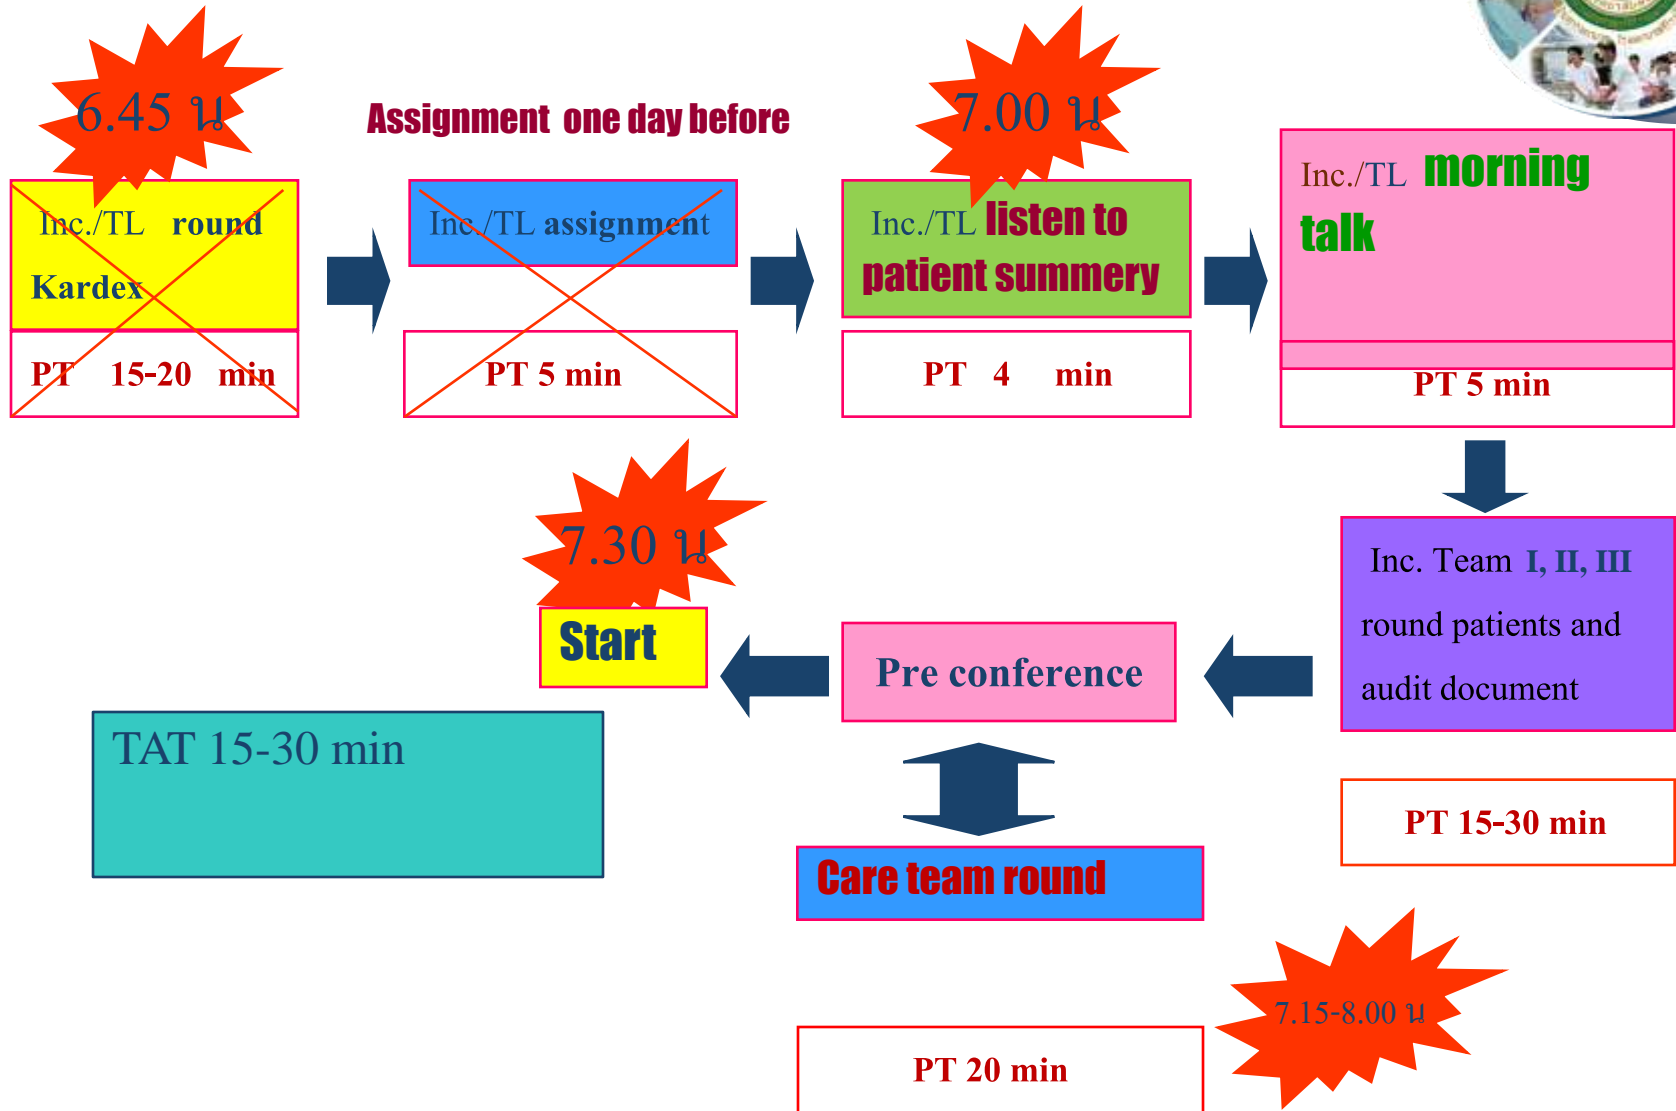 6.45 น
Assignment one day before
7.00 น
Inc./TL round
Kardex
PT 15-20 min
Inc./TL assignment
PT 5 min
Inc./TL listen to
patient summery
PT 4 min
Inc./TL morning
talk
PT 5 min
Inc. Team I, II, III
round patients and
audit document
PT 15-30 min
Pre conference
7.30 น
Start
TAT 15-30 min
Care team round
PT 20 min
7.15-8.00 น